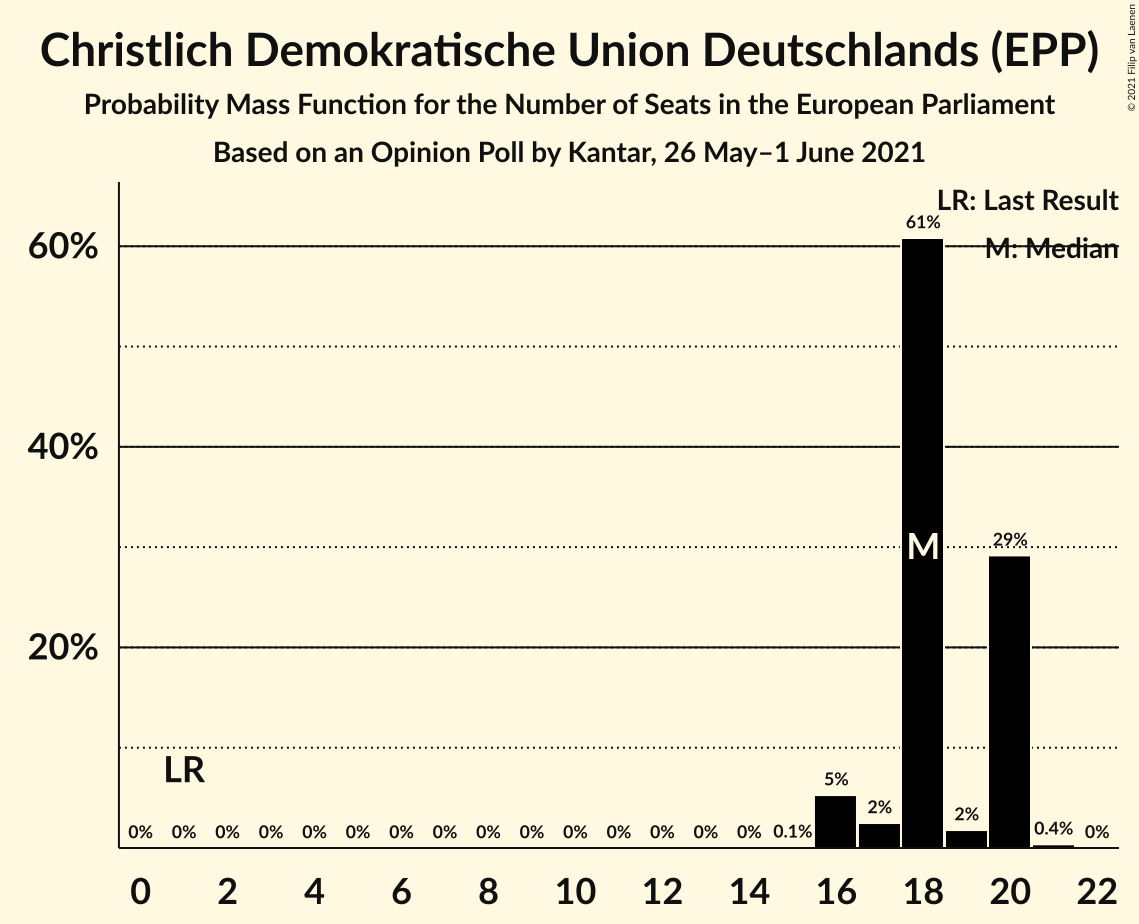 Christlich Demokratische Union Deutschlands (EPP)
Probability Mass Function for the Number of Seats in the European Parliament
Based on an Opinion Poll by Kantar, 26 May–1 June 2021
© 2021 Filip van Laenen
LR: Last Result
M: Median
61%
60%
40%
M
29%
20%
LR
5%
2%
2%
0% 0% 0% 0% 0% 0% 0% 0% 0% 0% 0% 0% 0% 0% 0% 0.1% 0.4% 0%
0 2 4 6 8 10 12 14 16 18 20 22